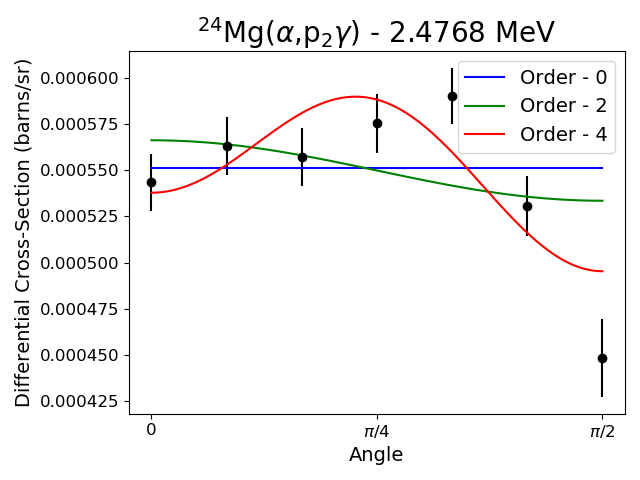 ²⁴Mg(α,p₂γ) - 2.4768 MeV
Differential Cross-Section (barns/sr)
0.000600
0.000575
0.000550
0.000525
0.000500
0.000475
0.000450
0.000425
Order - 0
Order - 2
Order - 4
0 π/4 π/2
Angle